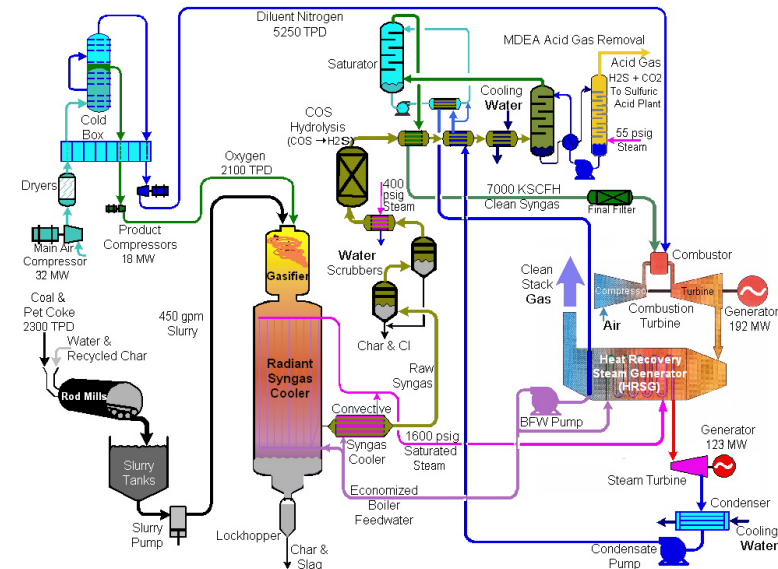 Diluent Nitrogen
5250 TPD
MDEA Acid Gas Removal
Acid Gas
H2S + CO2
To Sulfuric
Acid Plant
Saturator
Cooling
Water
COS
Hydrolysis
(COS → H2S)
55 psig
Steam
Cold
Box
Oxygen
2100 TPD
Dryers
400
psig
Steam
7000 KSCFH
Clean Syngas
Final Filter
Product
Compressors
18 MW
Main Air
Compressor
32 MW
Water
Scrubbers
Combustor
Gasifier
Clean
Stack
Gas
Compresso
Turbine
Combustion
Turbine
Air
Generator
192 MW
Coal &
Pet Coke
2300 TPD
450 gpm
Slurry
Water &
Recycled Char
Char & Cl
Rod Mills
Radiant
Syngas
Cooler
Raw
Syngas
Heat Recovery
Steam Generator
(HRSG)
Convective
Syngas
Cooler
BFW Pump
1600 psig
Saturated
Steam
Generator
123 MW
Steam Turbine
Slurry
Tanks
Economized
Boiler
Feedwater
Condenser
Cooling
Water
Slurry
Pump
Lockhopper
Char &
Slag
Condensate
Pump